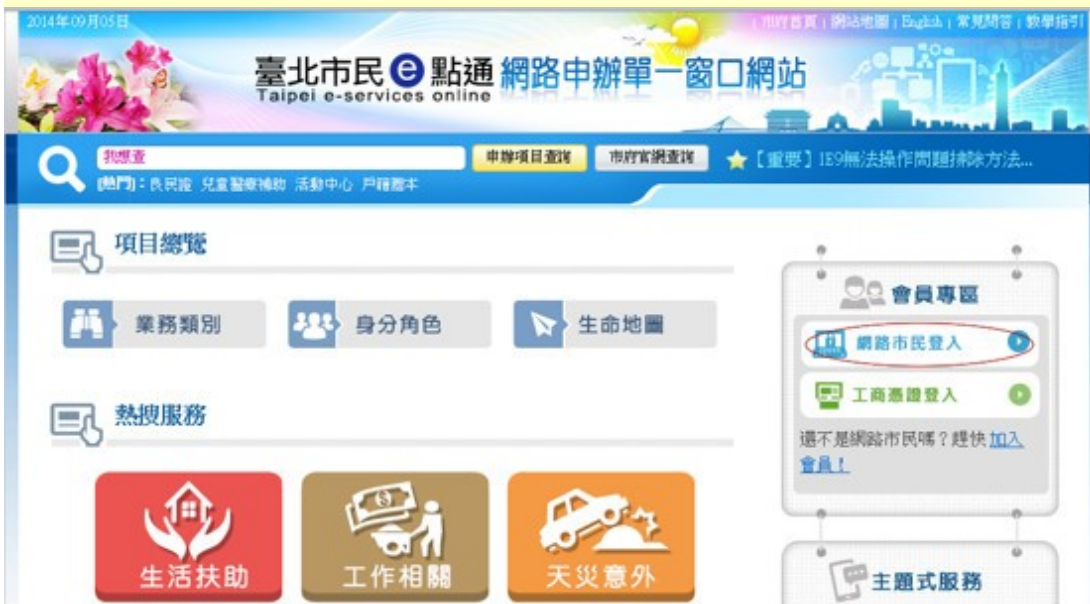 2014年09月05日
| 市府首頁 | 網站地圖 | English | 常見問答 | 教學指引
臺北市民e點通 網路申辦單一窗口網站
Taipei e-services online
我想查
申辦項目查詢
市府官網查詢
【重要】IE9無法操作問題排除方法...
(熱門)：良民證 兒童醫療補助 活動中心 戶籍謄本
項目總覽
業務類別
身分角色
生命地圖
會員專區
網路市民登入
工商憑證登入
還不是網路市民嗎？趕快加入
會員！
熱搜服務
生活扶助
工作相關
天災意外
主題式服務